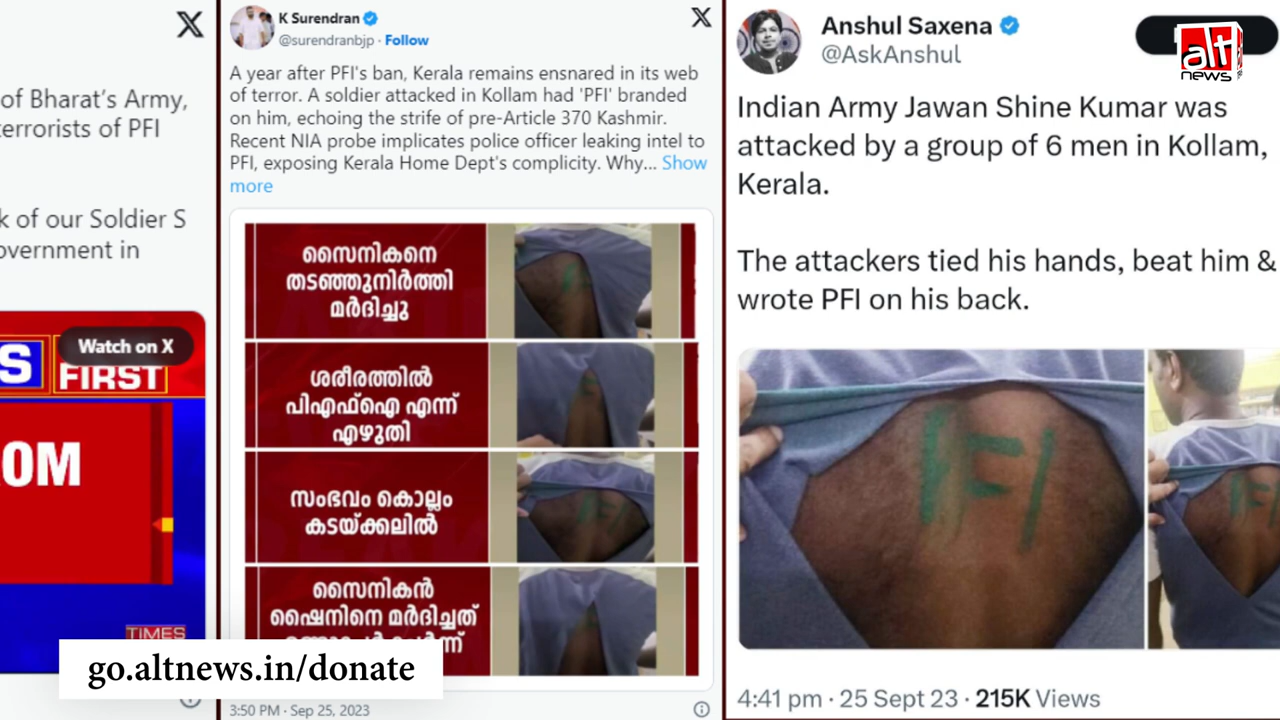 of Bharat's Army,
terrorists of PFI
k of our Soldier S
overnment in
Watch on X
S
FIRST
OM
TIMES
K Surendran
@surendranbjp · Follow
A year after PFI's ban, Kerala remains ensnared in its web
of terror. A soldier attacked in Kollam had 'PFI' branded
on him, echoing the strife of pre-Article 370 Kashmir.
Recent NIA probe implicates police officer leaking intel to
PFI, exposing Kerala Home Dept's complicity. Why... Show
more
സൈനികനെ
തടഞ്ഞുനിർത്തി
മർദിച്ചു
ശരീരത്തിൽ
പിഎഫ്ഐ എന്ന്
എഴുതി
സംഭവം കൊല്ലം
കടയ്ക്കലിൽ
സൈനികൻ
ഷൈനിനെ മർദിച്ചത്
3:50 PM · Sep 25, 2023
Anshul Saxena
@AskAnshul
alt
news
Indian Army Jawan Shine Kumar was
attacked by a group of 6 men in Kollam,
Kerala.
The attackers tied his hands, beat him &
wrote PFI on his back.
PFI
4:41 pm · 25 Sept 23 · 215K Views
go.altnews.in/donate